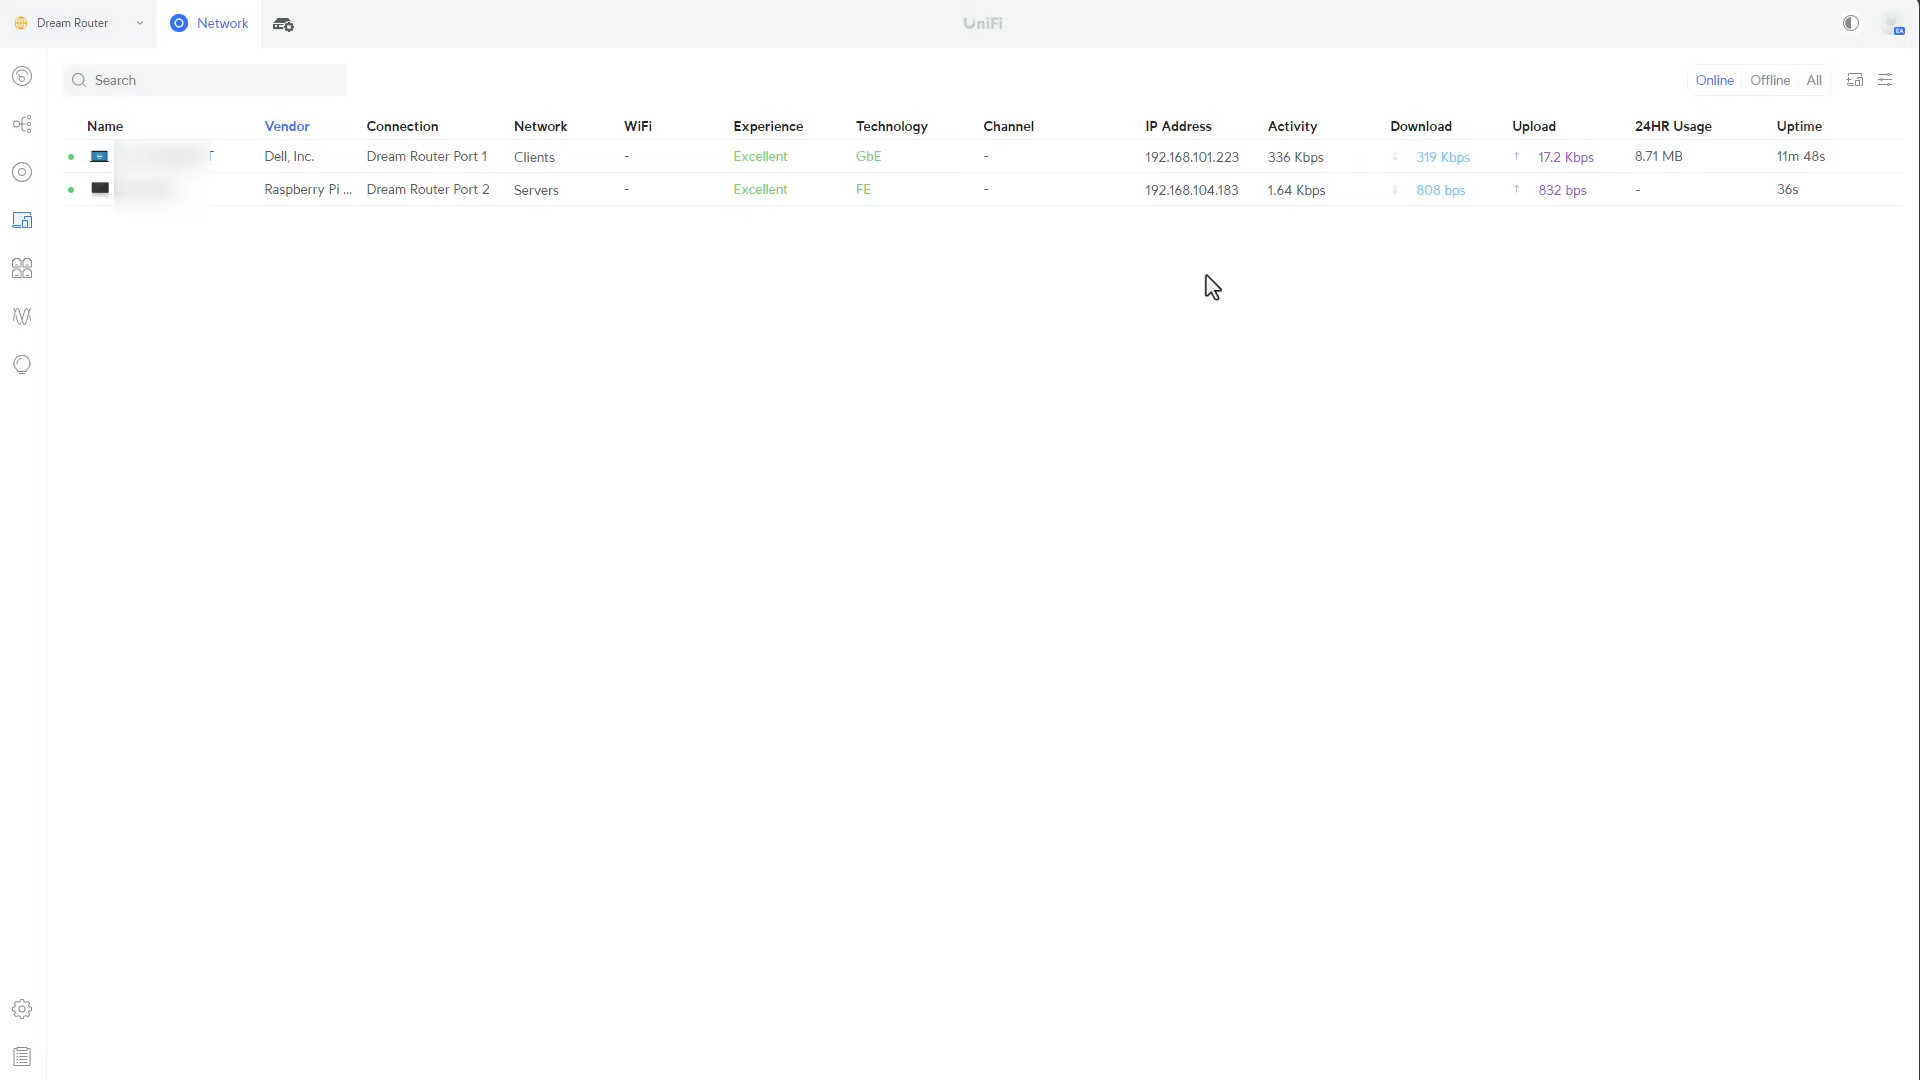 Dream Router Network UniFi EA
Search Online Offline All
Name Vendor Connection Network WiFi Experience Technology Channel IP Address Activity Download Upload 24HR Usage Uptime
T Dell, Inc. Dream Router Port 1 Clients - Excellent GbE - 192.168.101.223 336 Kbps ↓ 319 Kbps ↑ 17.2 Kbps 8.71 MB 11m 48s
Raspberry Pi ... Dream Router Port 2 Servers - Excellent FE - 192.168.104.183 1.64 Kbps ↓ 808 bps ↑ 832 bps - 36s